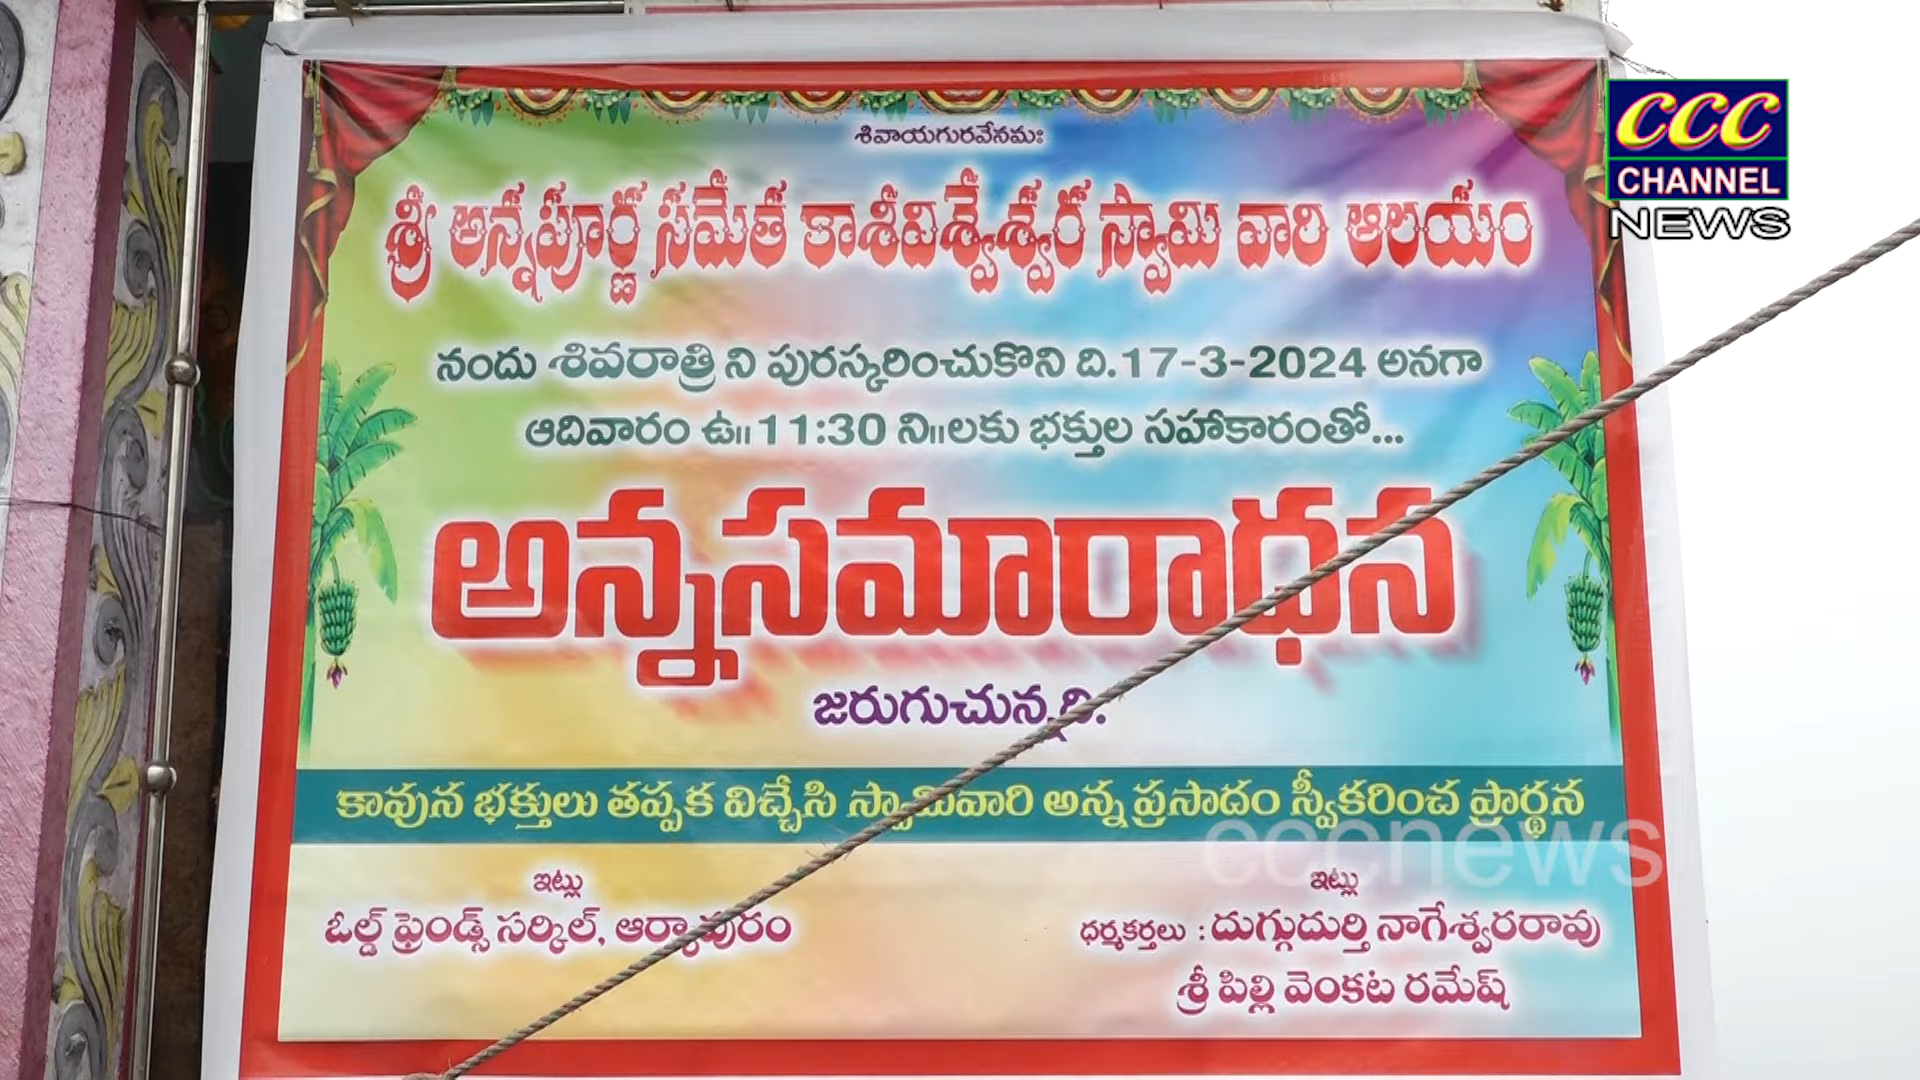 శివాయగురవేనమః
CCC
CHANNEL
NEWS
శ్రీ అన్నపూర్ణ సమేత కాశీవిశ్వేశ్వర స్వామి వారి ఆలయం
నందు శివరాత్రి ని పురస్కరించుకొని ది.17-3-2024 అనగా
ఆదివారం ఉ॥11:30 ని॥లకు భక్తుల సహాకారంతో...
అన్నసమారాధన
జరుగుచున్నది.
కావున భక్తులు తప్పక విచ్చేసి స్వామివారి అన్న ప్రసాదం స్వీకరించ ప్రార్థన
cccnews
ఇట్లు
ఓల్డ్ ఫ్రెండ్స్ సర్కిల్, ఆర్యాపురం
ఇట్లు
ధర్మకర్తలు : దుగ్గుదుర్తి నాగేశ్వరరావు
శ్రీ పిల్లి వెంకట రమేష్